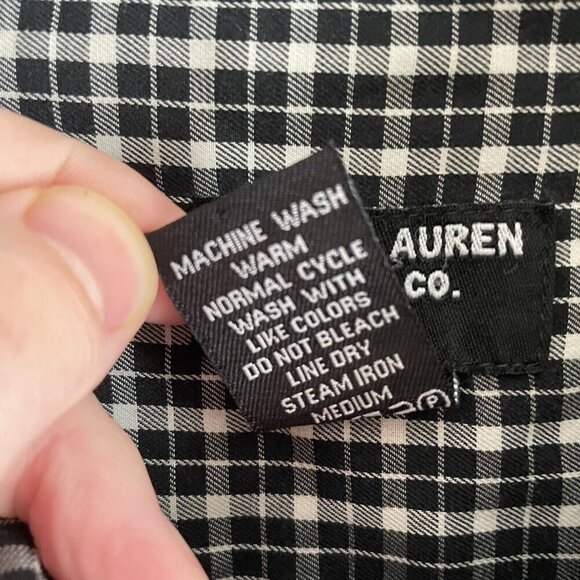 MACHINE WASH
WARM
NORMAL CYCLE
WASH WITH
LIKE COLORS
DO NOT BLEACH
LINE DRY
STEAM IRON
MEDIUM
AUREN
CO.